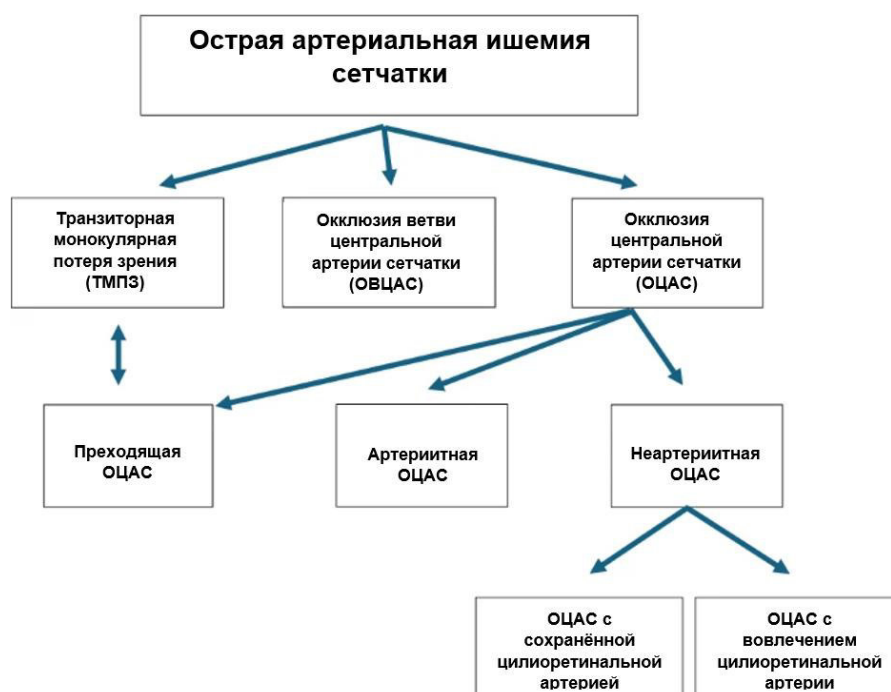 Острая артериальная ишемия
сетчатки
Транзиторная
монокулярная
потеря зрения
(ТМПЗ)
Окклюзия ветви
центральной
артерии сетчатки
(ОВЦАС)
Окклюзия
центральной
артерии сетчатки
(ОЦАС)
Преходящая
ОЦАС
Артериитная
ОЦАС
Неартериитная
ОЦАС
ОЦАС с
сохранённой
цилиоретинальной
артерией
ОЦАС с
вовлечением
цилиоретинальной
артерии